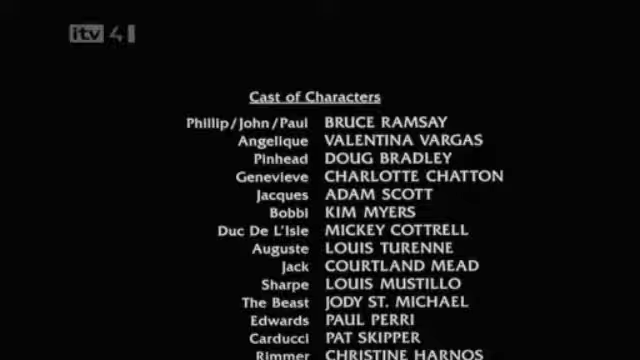 itv 4
Cast of Characters
Phillip/John/Paul BRUCE RAMSAY
Angelique VALENTINA VARGAS
Pinhead DOUG BRADLEY
Genevieve CHARLOTTE CHATTON
Jacques ADAM SCOTT
Bobbi KIM MYERS
Duc De L'Isle MICKEY COTTRELL
Auguste LOUIS TURENNE
Jack COURTLAND MEAD
Sharpe LOUIS MUSTILLO
The Beast JODY ST. MICHAEL
Edwards PAUL PERRI
Carducci PAT SKIPPER
Rimmer CHRISTINE HARNOS